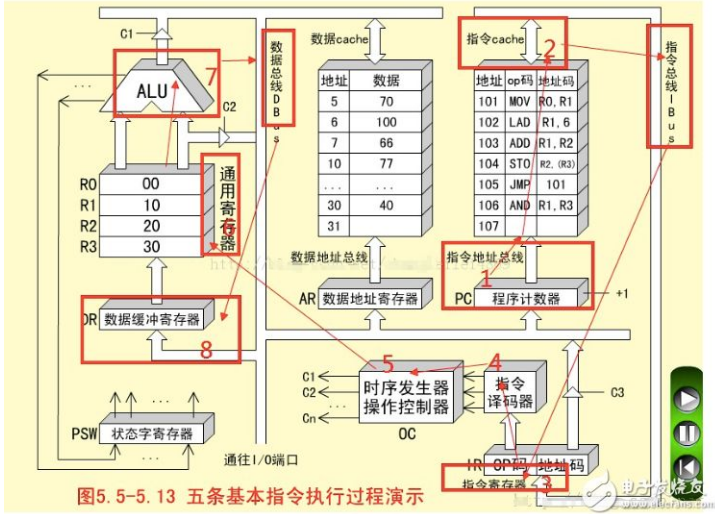 C1
7
ALU
C2
数据总线DBus
数据cache
地址 数据
5 70
6 100
7 66
10 77
... ...
30 40
31
指令cache
2
地址 op码 地址码
101 MOV R0,R1
102 LAD R1,6
103 ADD R1,R2
104 STO R2,(R3)
105 JMP 101
106 AND R1,R3
107
指令总线IBus
R0 00
R1 10
R2 20
R3 30
通用寄存器
6
数据地址总线
指令地址总线
1
AR 数据地址寄存器
PC 程序计数器
+1
DR 数据缓冲寄存器
8
5
4
C1
C2
...
Cn
时序发生器
操作控制器
OC
指令
译码器
C3
PSW 状态字寄存器
...
...
通往I/O端口
IR OP码 地址码
指令寄存器
3
图5.5-5.13 五条基本指令执行过程演示
电子发烧友